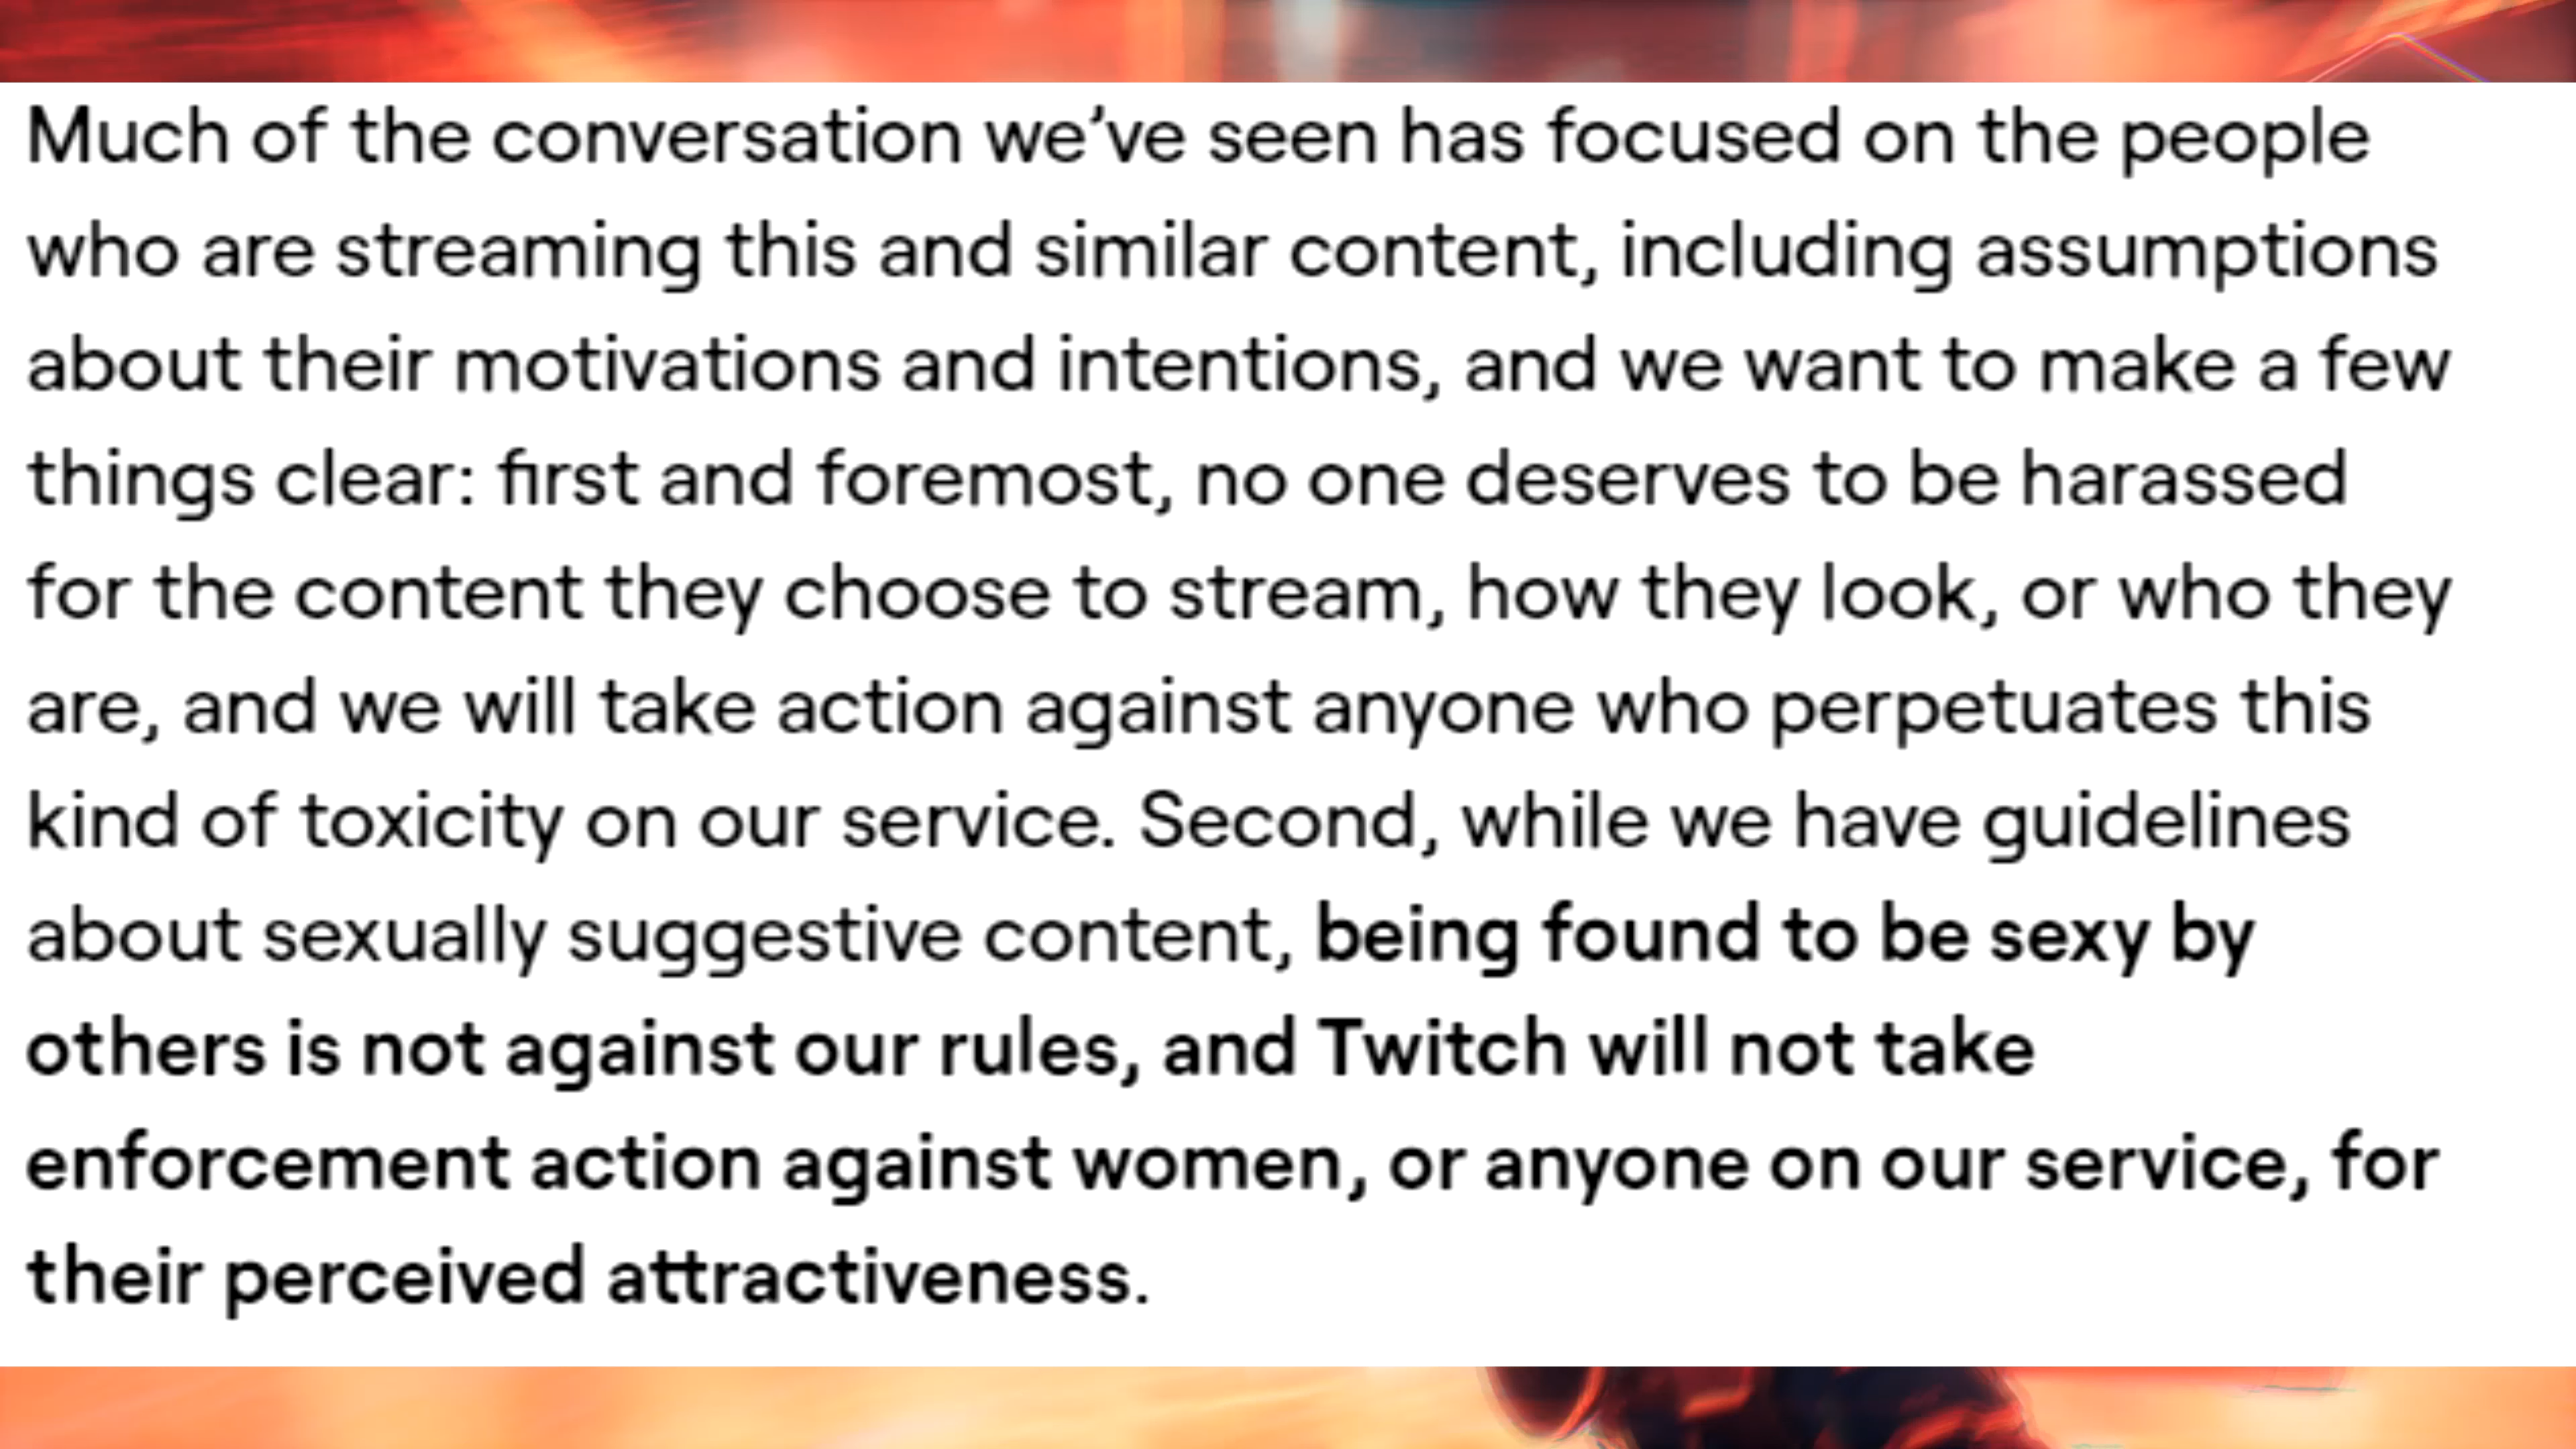 Much of the conversation we’ve seen has focused on the people
who are streaming this and similar content, including assumptions
about their motivations and intentions, and we want to make a few
things clear: first and foremost, no one deserves to be harassed
for the content they choose to stream, how they look, or who they
are, and we will take action against anyone who perpetuates this
kind of toxicity on our service. Second, while we have guidelines
about sexually suggestive content, being found to be sexy by
others is not against our rules, and Twitch will not take
enforcement action against women, or anyone on our service, for
their perceived attractiveness.